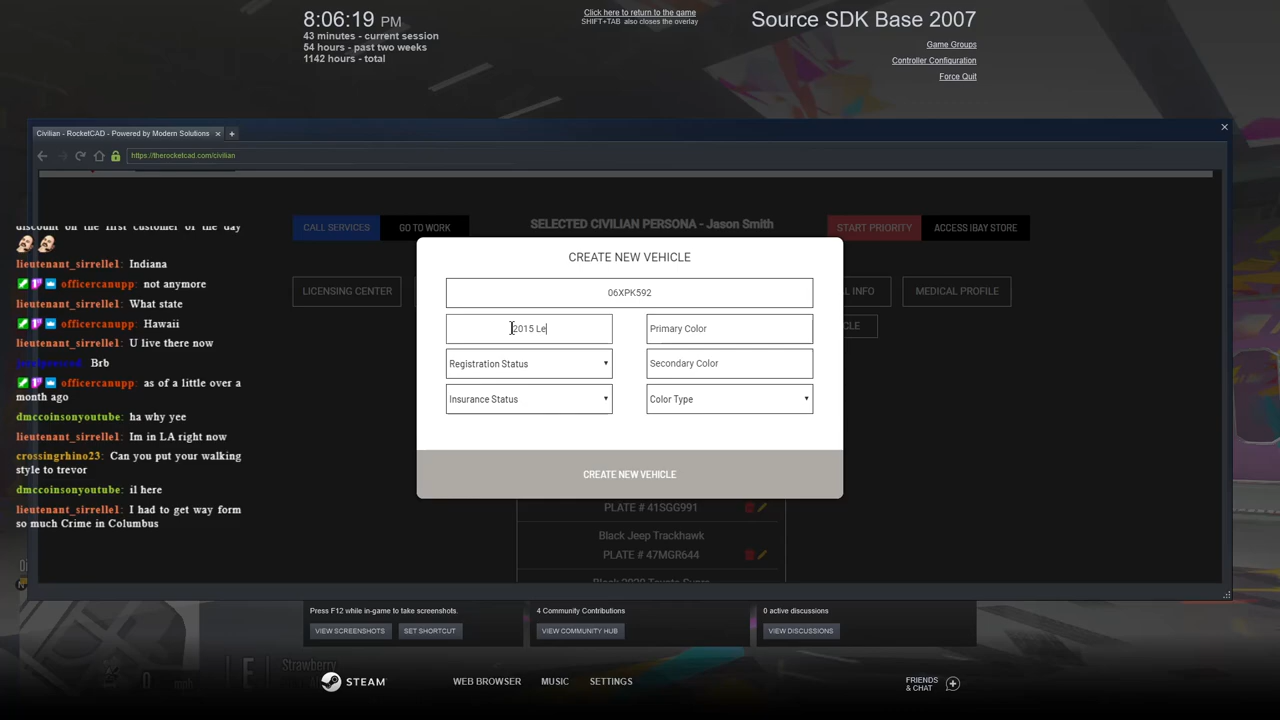 8:06:19 PM
43 minutes - current session
54 hours - past two weeks
1142 hours - total
Click here to return to the game
SHIFT+TAB also closes the overlay
Source SDK Base 2007
Game Groups
Controller Configuration
Force Quit
Civilian - RocketCAD - Powered by Modern Solutions
https://therocketcad.com/civilian
CALL SERVICES
GO TO WORK
SELECTED CIVILIAN PERSONA - Jason Smith
START PRIORITY
ACCESS IBAY STORE
LICENSING CENTER
AL INFO
MEDICAL PROFILE
CLE
CREATE NEW VEHICLE
06XPK592
2015 Le
Primary Color
Registration Status
Secondary Color
Insurance Status
Color Type
CREATE NEW VEHICLE
PLATE # 41SGG991
Black Jeep Trackhawk
PLATE # 47MGR644
Black 2020 Toyota Supra
discount on the first customer of the day
lieutenant_sirrelle1: Indiana
officercanupp: not anymore
lieutenant_sirrelle1: What state
officercanupp: Hawaii
lieutenant_sirrelle1: U live there now
Brb
officercanupp: as of a little over a
month ago
dmccoinsonyoutube: ha why yee
lieutenant_sirrelle1: Im in LA right now
crossingrhino23: Can you put your walking
style to trevor
dmccoinsonyoutube: il here
lieutenant_sirrelle1: I had to get way form
so much Crime in Columbus
Press F12 while in-game to take screenshots.
VIEW SCREENSHOTS
SET SHORTCUT
4 Community Contributions
VIEW COMMUNITY HUB
0 active discussions
VIEW DISCUSSIONS
0 mph
E
Strawberry
STEAM
WEB BROWSER
MUSIC
SETTINGS
FRIENDS
& CHAT